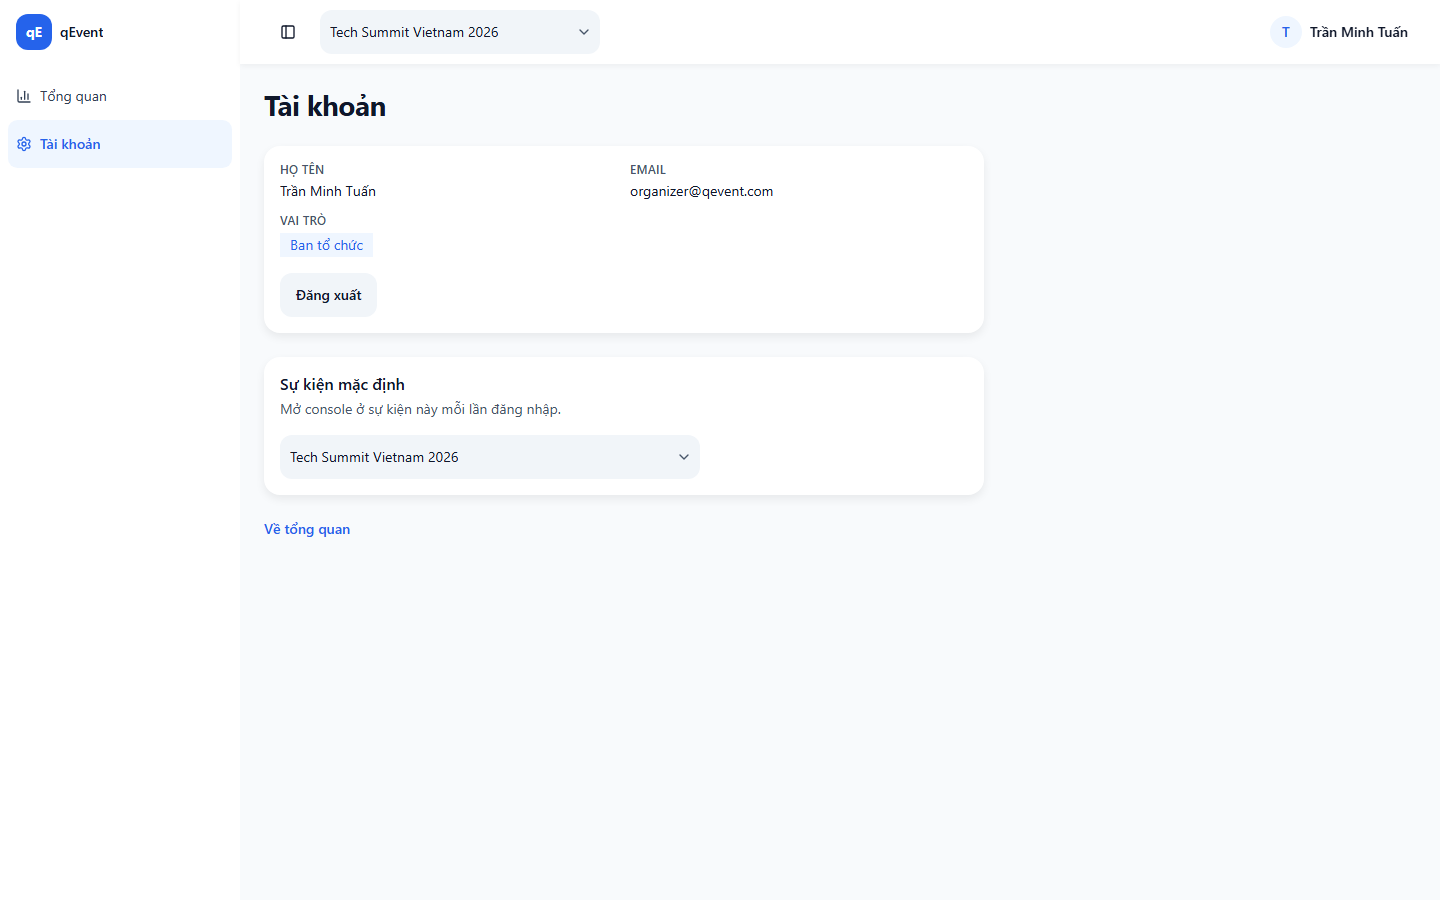 qE qEvent
Tech Summit Vietnam 2026
T Trần Minh Tuấn
Tổng quan
Tài khoản
Tài khoản
HỌ TÊN
Trần Minh Tuấn
EMAIL
organizer@qevent.com
VAI TRÒ
Ban tổ chức
Đăng xuất
Sự kiện mặc định
Mở console ở sự kiện này mỗi lần đăng nhập.
Tech Summit Vietnam 2026
Về tổng quan